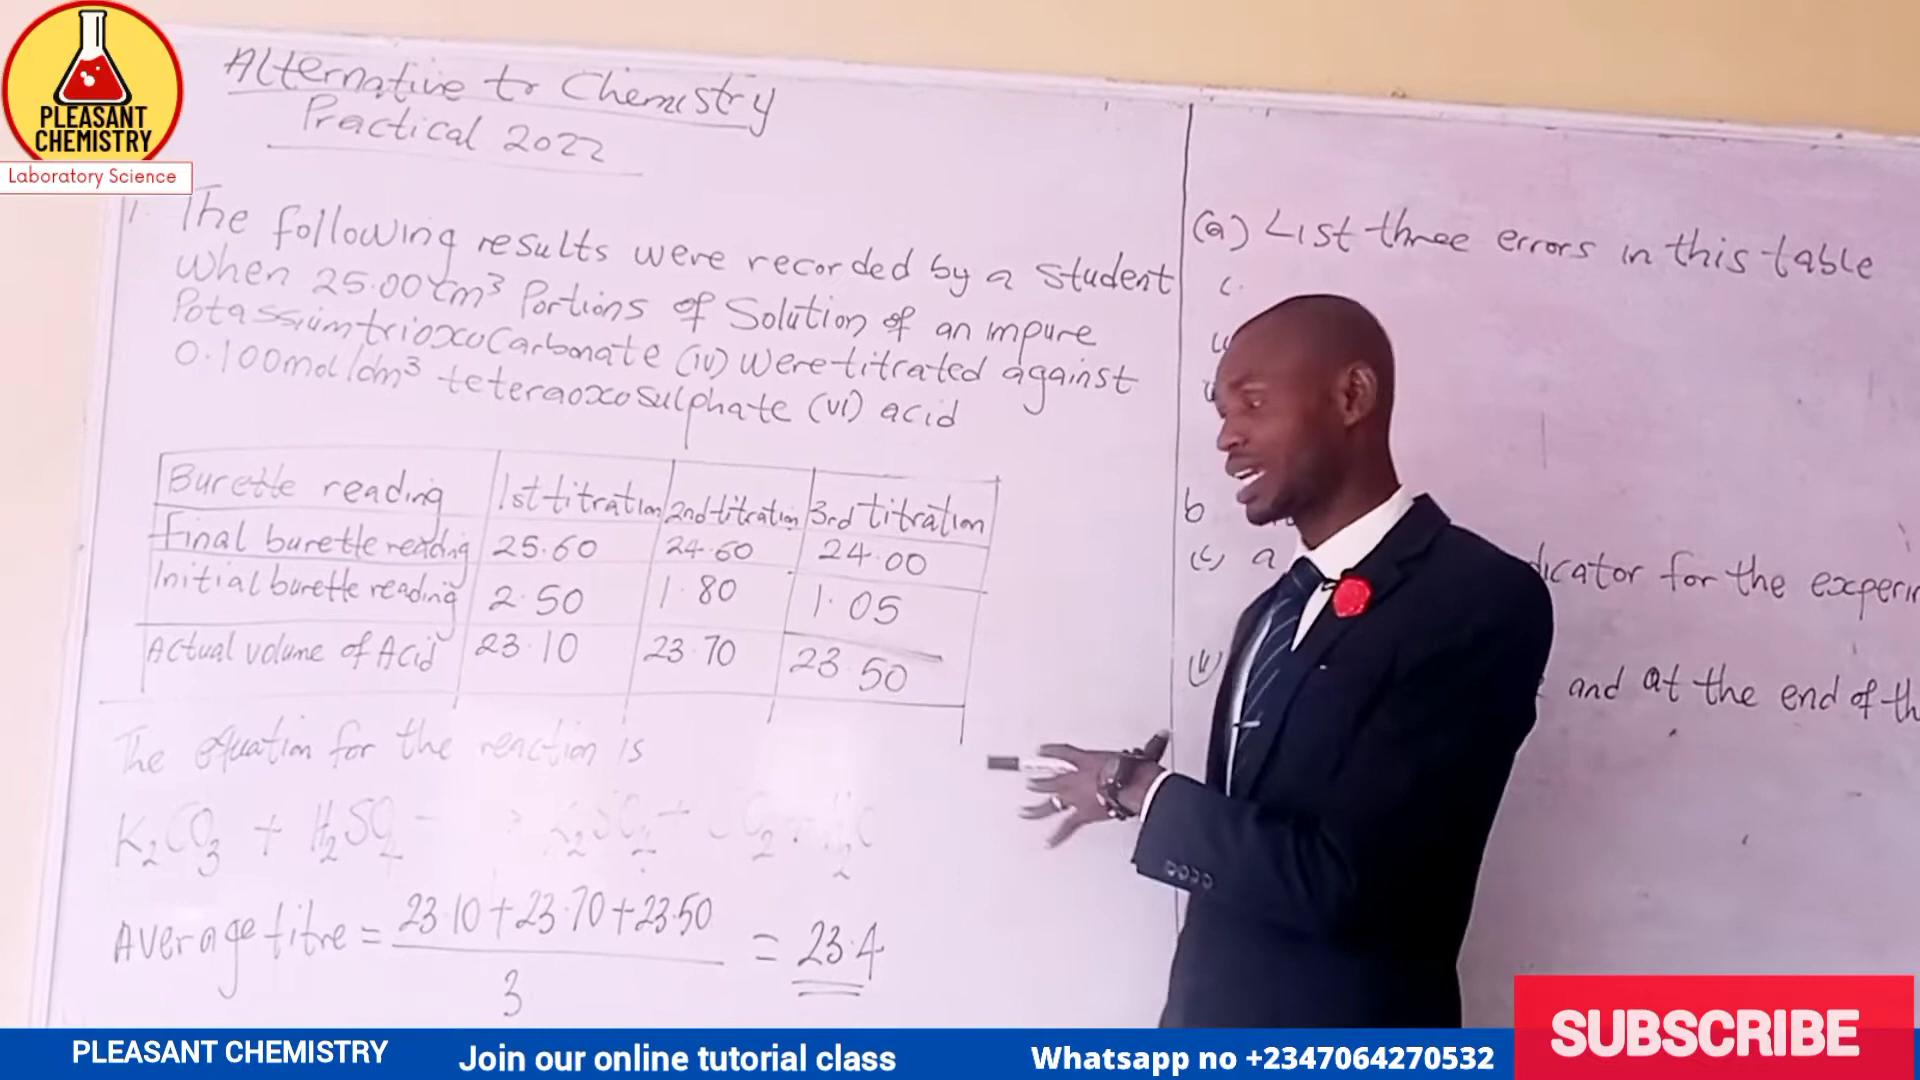 PLEASANT
CHEMISTRY
Laboratory Science
Alternative to Chemistry
Practical 2022
1. The following results were recorded by a student
When 25.00cm³ Portions of Solution of an impure
Potassiumtrioxocarbonate (iv) were titrated against
0.100mol/dm³ teteraoxosulphate (vi) acid
Burette reading 1st titration 2nd titration 3rd titration
Final burette reading 25.60 24.60 24.00
Initial burette reading 2.50 1.80 1.05
Actual volume of Acid 23.10 23.70 23.50
The equation for the reaction is
K₂CO₃ + H₂SO₄
Average titre = 23.10+23.70+23.50 = 23.4
3
(a) List three errors in this table
b
(c) a
dicator for the experi
and at the end of th
PLEASANT CHEMISTRY
Join our online tutorial class
Whatsapp no +2347064270532
SUBSCRIBE